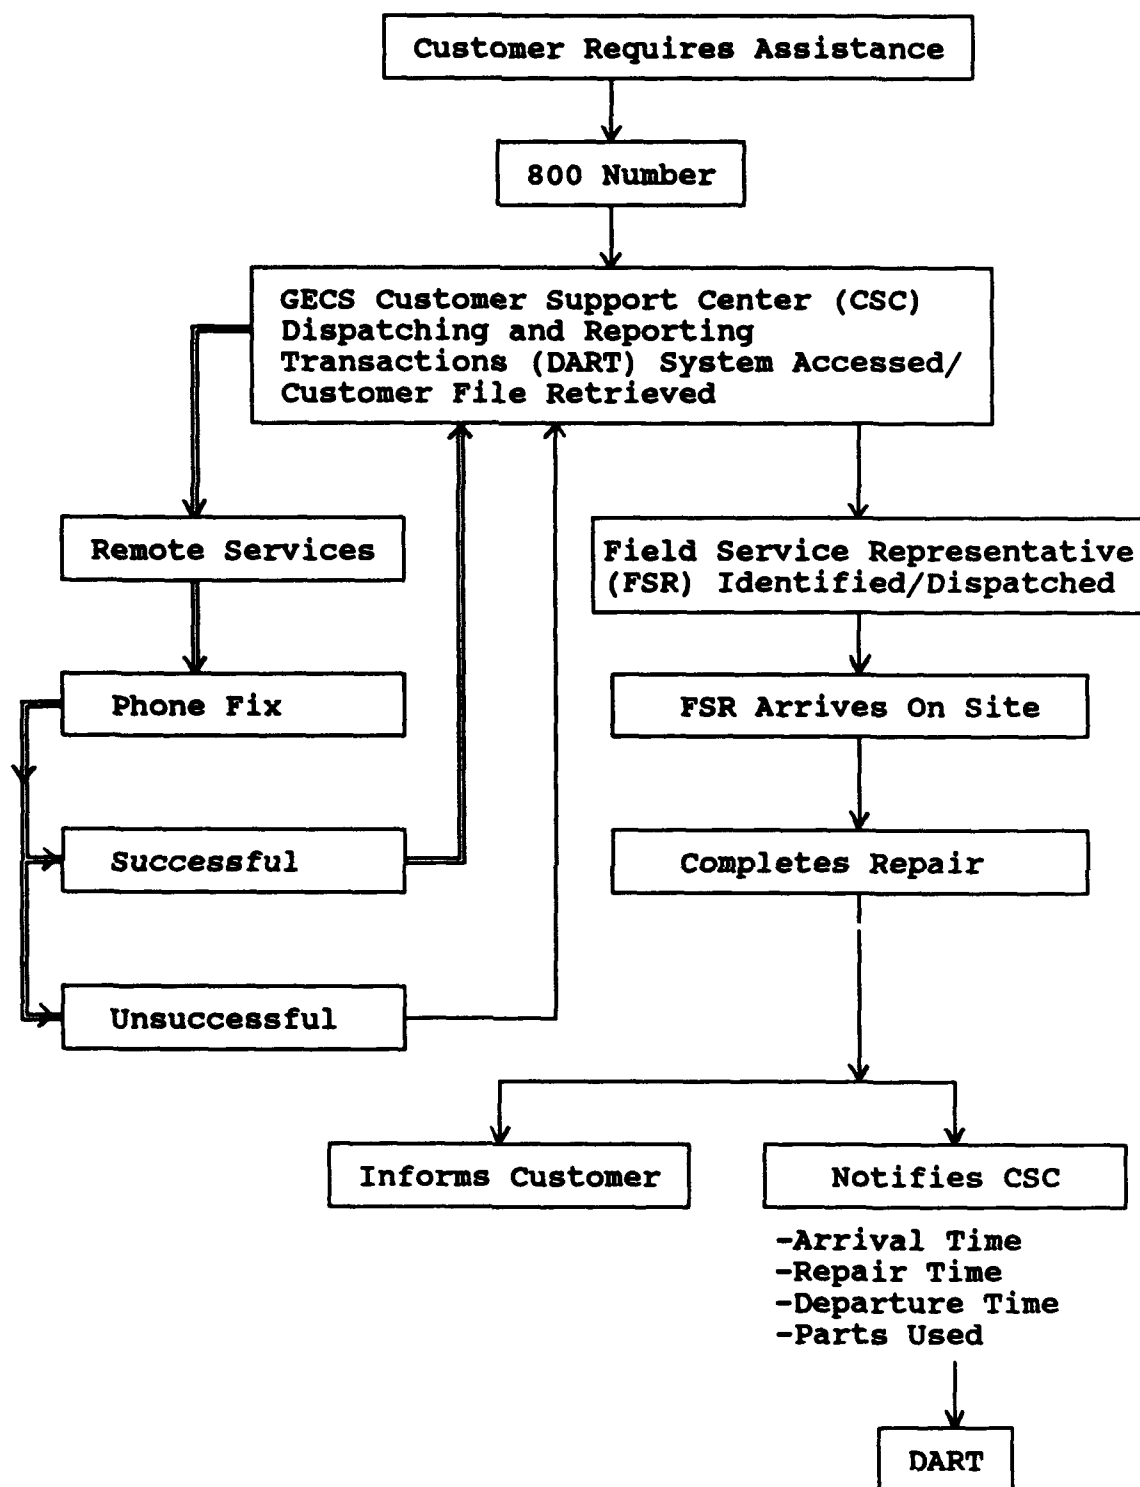 Customer Requires Assistance
800 Number
GECS Customer Support Center (CSC)
Dispatching and Reporting
Transactions (DART) System Accessed/
Customer File Retrieved
Remote Services
Field Service Representative
(FSR) Identified/Dispatched
Phone Fix
FSR Arrives On Site
Successful
Completes Repair
Unsuccessful
Informs Customer
Notifies CSC
-Arrival Time
-Repair Time
-Departure Time
-Parts Used
DART